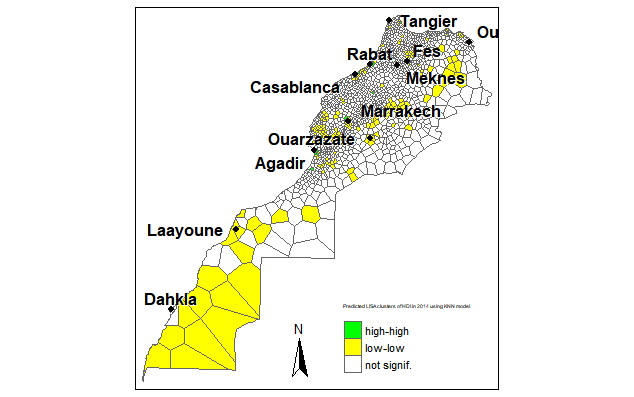 Tangier
Ou
Rabat
Fes
Casablanca
Meknes
Marrakech
Ouarzazate
Agadir
Laayoune
Dahkla
Predicted LISA clusters of HDI in 2014 using KNN model
N
high-high
low-low
not signif.